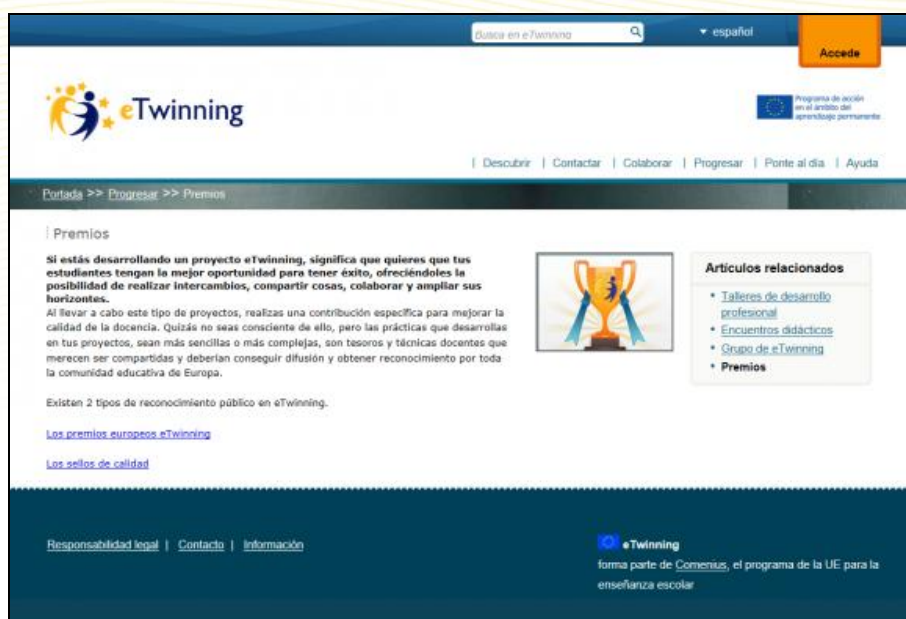 Busca en eTwinning
español
Accede
eTwinning
Programa de acción
en el ámbito del
aprendizaje permanente
| Descubrir | Contactar | Colaborar | Progresar | Ponte al día | Ayuda
Portada >> Progresar >> Premios
Premios
Si estás desarrollando un proyecto eTwinning, significa que quieres que tus
estudiantes tengan la mejor oportunidad para tener éxito, ofreciéndoles la
posibilidad de realizar intercambios, compartir cosas, colaborar y ampliar sus
horizontes.
Al llevar a cabo este tipo de proyectos, realizas una contribución específica para mejorar la
calidad de la docencia. Quizás no seas consciente de ello, pero las prácticas que desarrollas
en tus proyectos, sean más sencillas o más complejas, son tesoros y técnicas docentes que
merecen ser compartidas y deberían conseguir difusión y obtener reconocimiento por toda
la comunidad educativa de Europa.
Existen 2 tipos de reconocimiento público en eTwinning.
Los premios europeos eTwinning
Los sellos de calidad
Artículos relacionados
• Talleres de desarrollo
profesional
• Encuentros didácticos
• Grupo de eTwinning
• Premios
Responsabilidad legal | Contacto | Información
eTwinning
forma parte de Comenius, el programa de la UE para la
enseñanza escolar